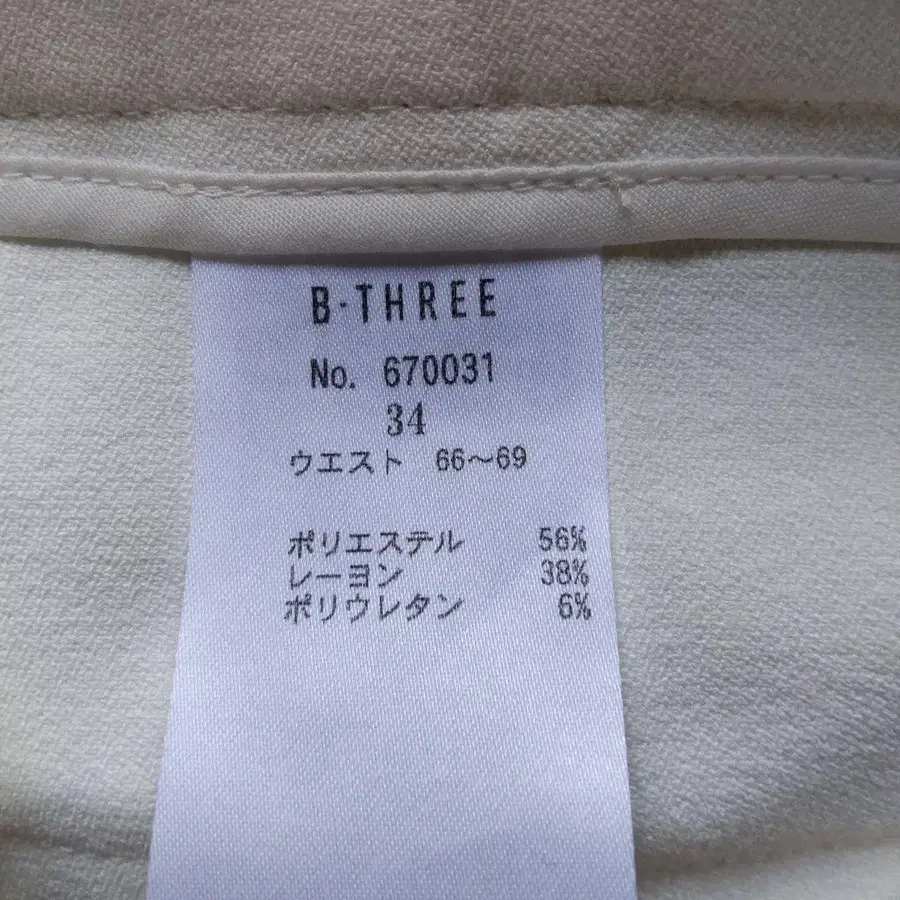 B·THREE
No. 670031
34
ウエスト 66～69
ポリエステル 56%
レーヨン 38%
ポリウレタン 6%